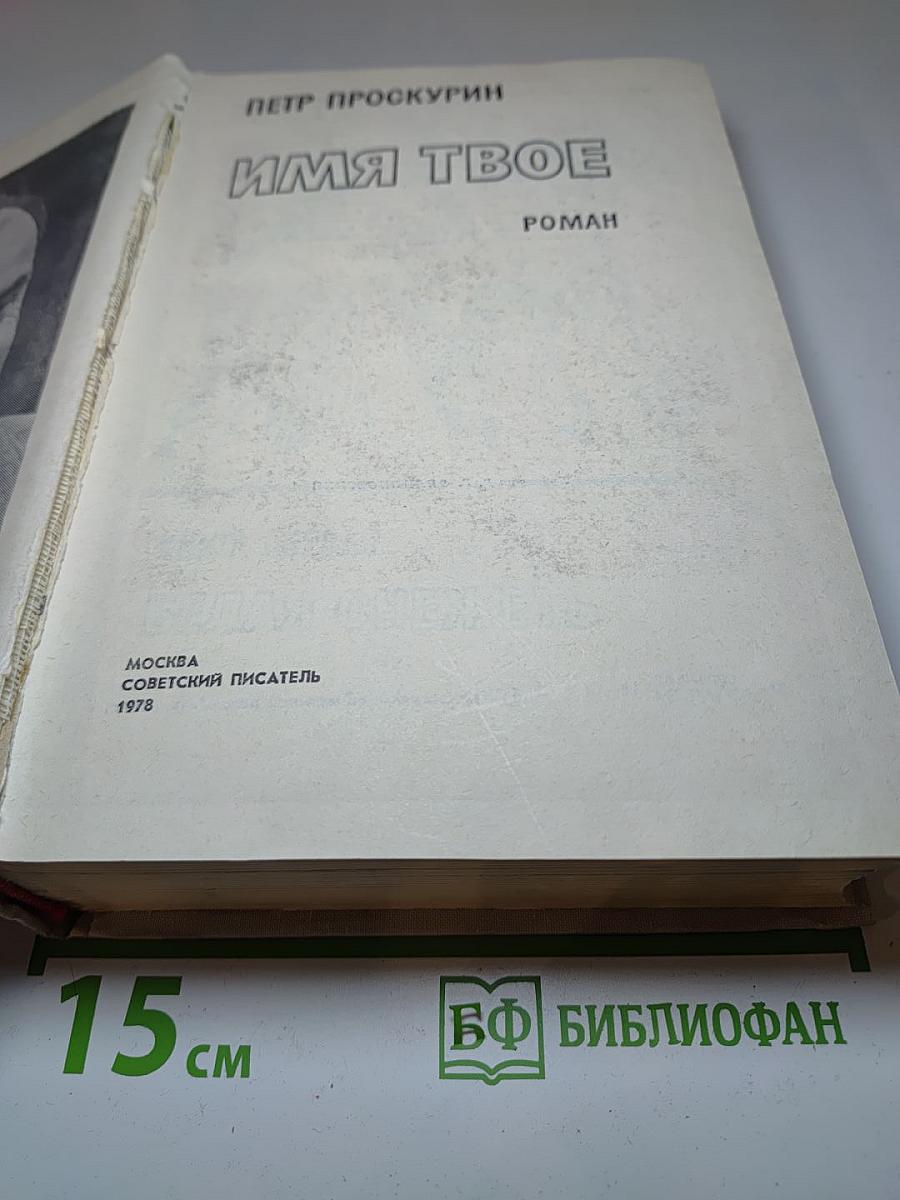 ПЕТР ПРОСКУРИН
ИМЯ ТВОЕ
РОМАН
МОСКВА
СОВЕТСКИЙ ПИСАТЕЛЬ
1978
15 см
БФ БИБЛИОФАН